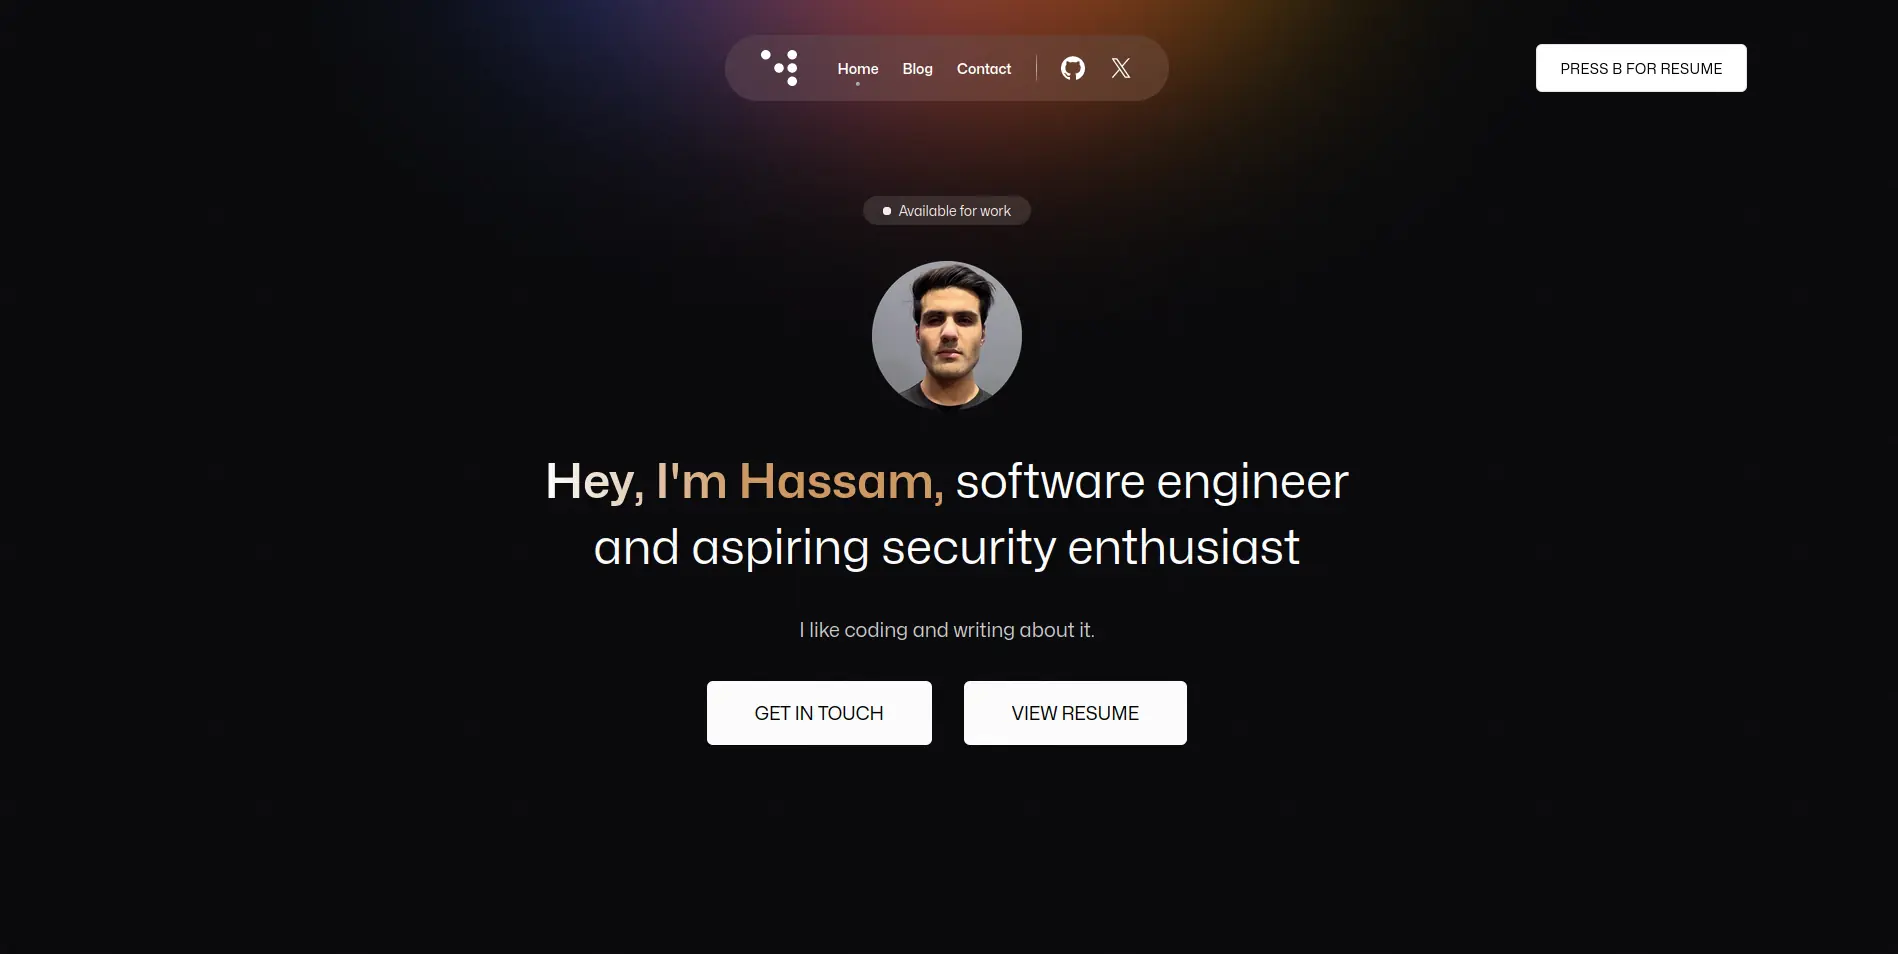 Home Blog Contact
PRESS B FOR RESUME
Available for work
Hey, I'm Hassam, software engineer
and aspiring security enthusiast
I like coding and writing about it.
GET IN TOUCH
VIEW RESUME